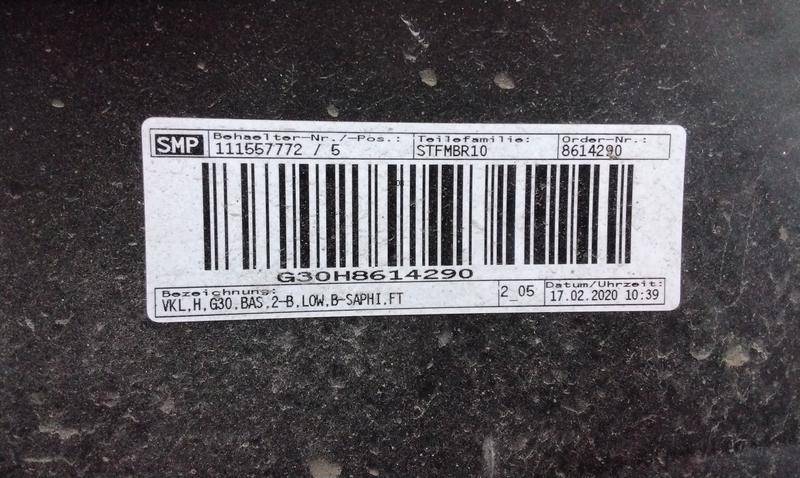 SMP
Behaelter-Nr./-Pos.: Teilefamilie: Order-Nr.:
111557772 / 5 STFMBR10 8614290
G30H8614290
Bezeichnung: 2_05 Datum/Uhrzeit:
VKL,H,G30,BAS,2-B,LOW,B-SAPHI,FT 17.02.2020 10:39